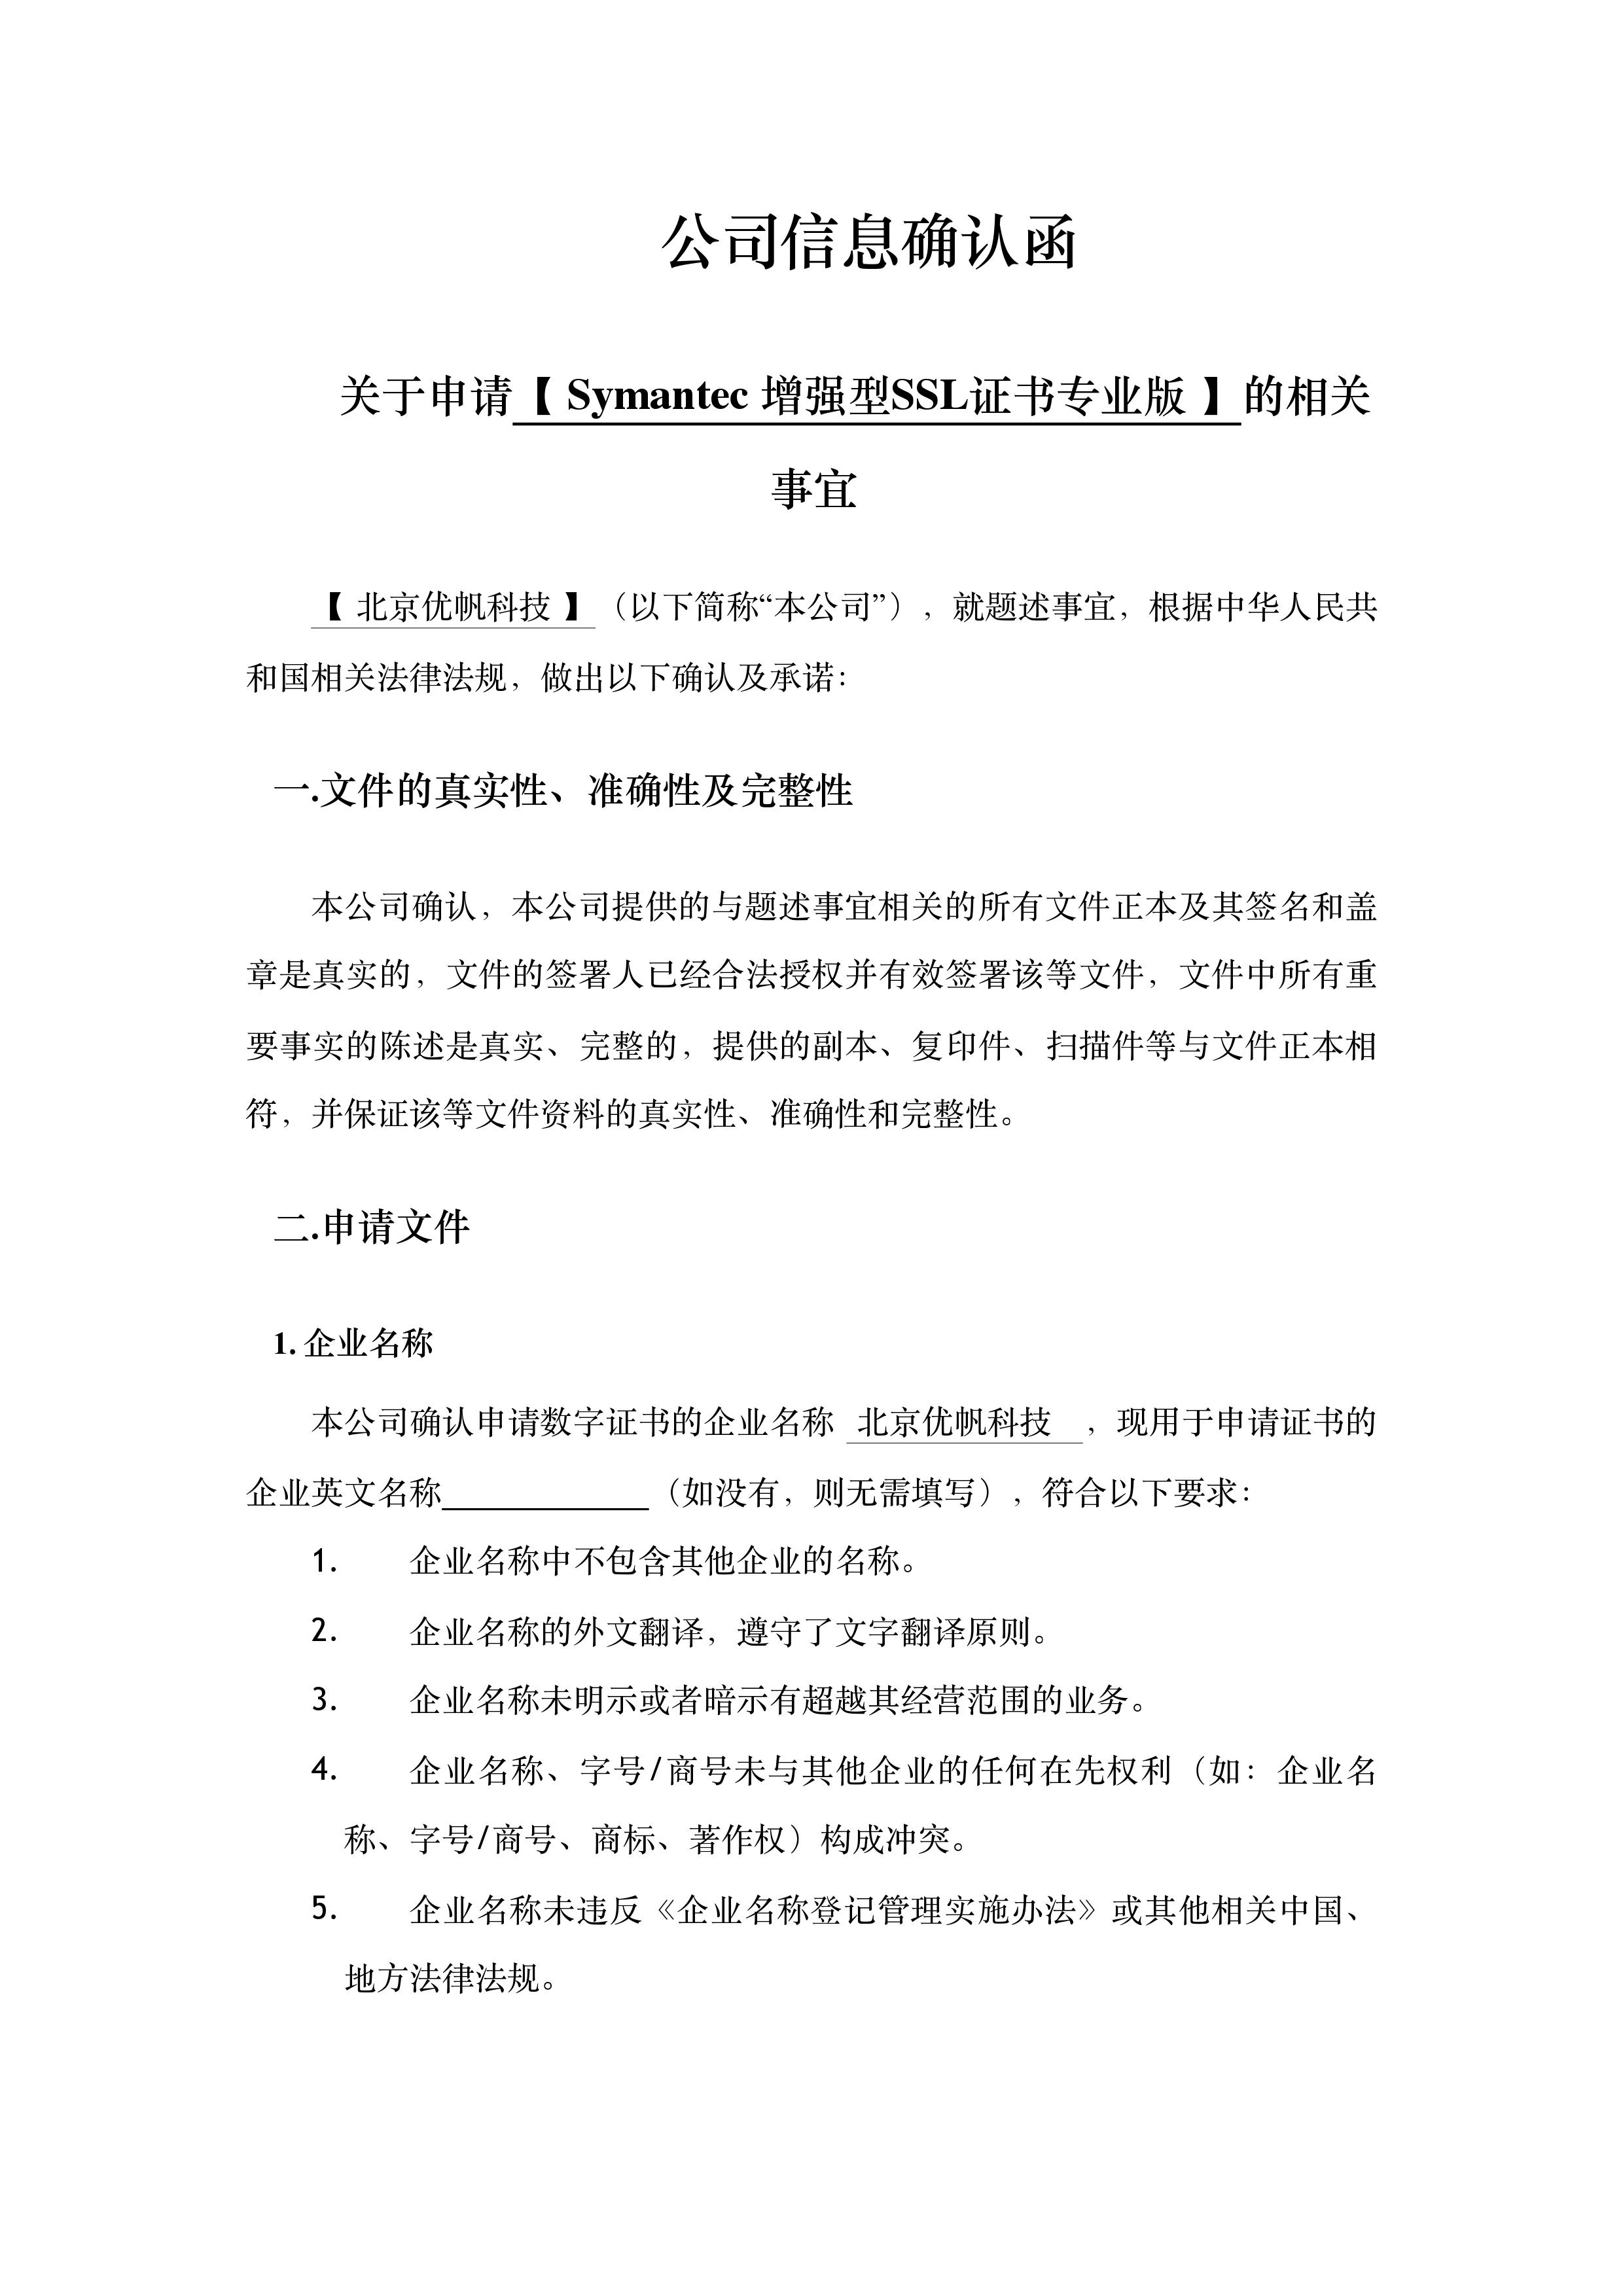 公司信息确认函
关于申请【 Symantec 增强型SSL证书专业版 】的相关
事宜
【 北京优帆科技 】（以下简称“本公司”），就题述事宜，根据中华人民共
和国相关法律法规，做出以下确认及承诺：
一.文件的真实性、准确性及完整性
本公司确认，本公司提供的与题述事宜相关的所有文件正本及其签名和盖
章是真实的，文件的签署人已经合法授权并有效签署该等文件，文件中所有重
要事实的陈述是真实、完整的，提供的副本、复印件、扫描件等与文件正本相
符，并保证该等文件资料的真实性、准确性和完整性。
二.申请文件
1. 企业名称
本公司确认申请数字证书的企业名称 北京优帆科技 ，现用于申请证书的
企业英文名称____________（如没有，则无需填写），符合以下要求：
1. 企业名称中不包含其他企业的名称。
2. 企业名称的外文翻译，遵守了文字翻译原则。
3. 企业名称未明示或者暗示有超越其经营范围的业务。
4. 企业名称、字号/商号未与其他企业的任何在先权利（如：企业名
称、字号/商号、商标、著作权）构成冲突。
5. 企业名称未违反《企业名称登记管理实施办法》或其他相关中国、
地方法律法规。